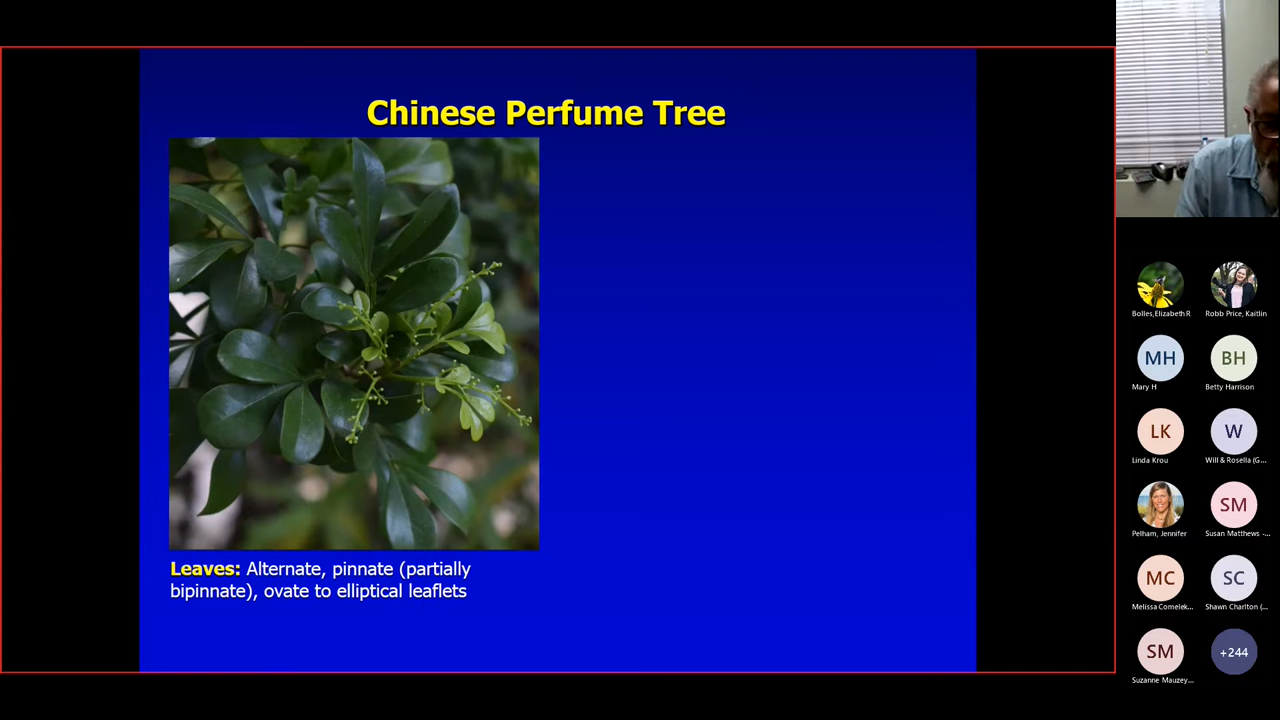 Chinese Perfume Tree
Leaves: Alternate, pinnate (partially
bipinnate), ovate to elliptical leaflets
Bolles,Elizabeth R
Robb Price, Kaitlin
MH
Mary H
BH
Betty Harrison
LK
Linda Krou
W
Will & Rosella (G...
Pelham, Jennifer
SM
Susan Matthews -...
MC
Melissa Comelek...
SC
Shawn Charlton (...
SM
Suzanne Mauzey...
+244